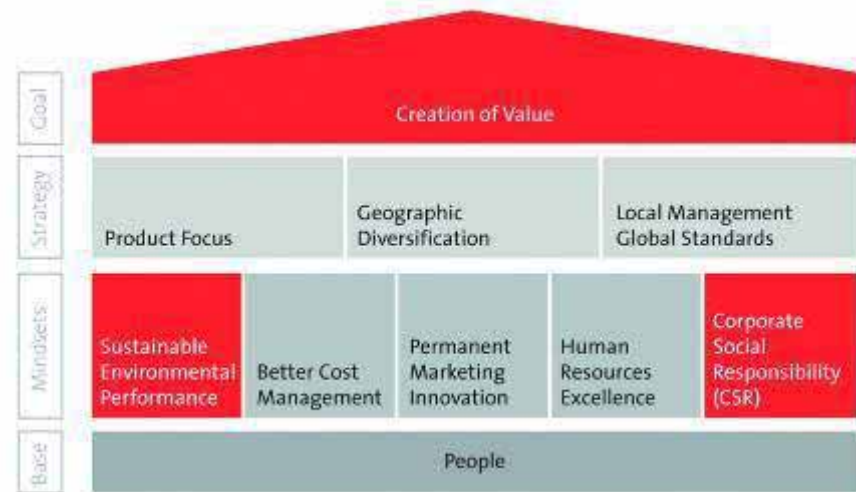 Goal
Creation of Value
Strategy
Product Focus
Geographic
Diversification
Local Management
Global Standards
Mindsets
Sustainable
Environmental
Performance
Better Cost
Management
Permanent
Marketing
Innovation
Human
Resources
Excellence
Corporate
Social
Responsibility
(CSR)
Base
People